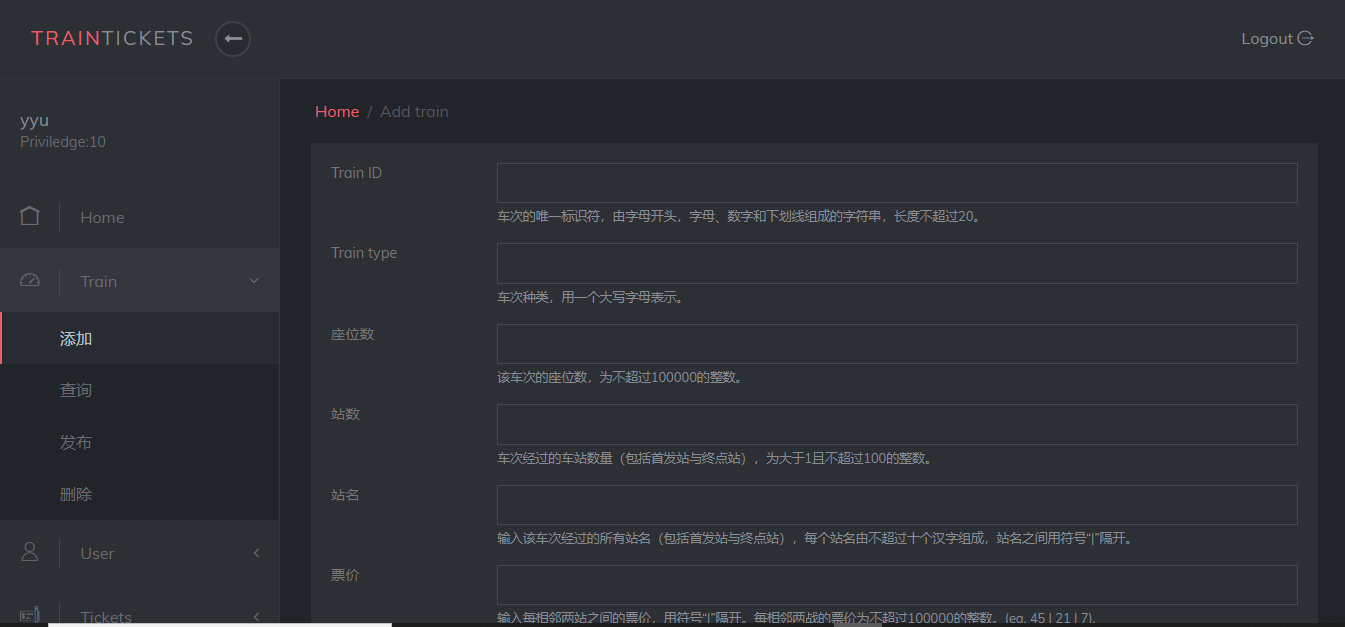 TRAINTICKETS
Logout
yyu
Priviledge:10
Home
Train
添加
查询
发布
删除
User
Tickets
Home / Add train
Train ID
车次的唯一标识符，由字母开头，字母、数字和下划线组成的字符串，长度不超过20。
Train type
车次种类，用一个大写字母表示。
座位数
该车次的座位数，为不超过100000的整数。
站数
车次经过的车站数量（包括首发站与终点站），为大于1且不超过100的整数。
站名
输入该车次经过的所有站名（包括首发站与终点站），每个站名由不超过十个汉字组成，站名之间用符号“|”隔开。
票价
输入每相邻两站之间的票价，用符号“|”隔开。每相邻两战的票价为不超过100000的整数。(eg. 45 | 21 | 7).